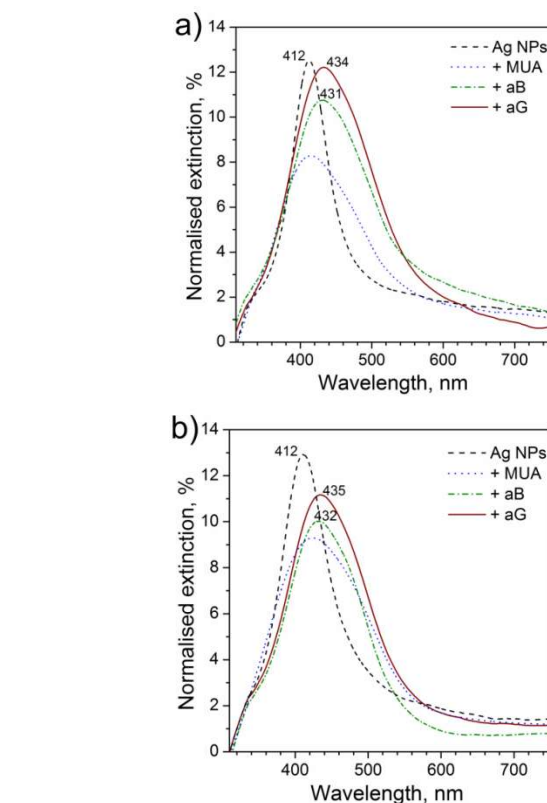 a)
14
12
10
8
6
4
2
0
Normalised extinction, %
412
434
431
Ag NPs
+ MUA
+ aB
+ aG
400 500 600 700
Wavelength, nm
b)
14
12
10
8
6
4
2
0
Normalised extinction, %
412
435
432
Ag NPs
+ MUA
+ aB
+ aG
400 500 600 700
Wavelength, nm